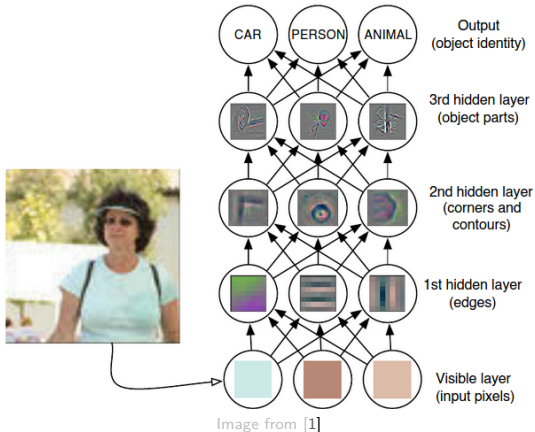 CAR PERSON ANIMAL
Output
(object identity)
3rd hidden layer
(object parts)
2nd hidden layer
(corners and
contours)
1st hidden layer
(edges)
Visible layer
(input pixels)
Image from [1]